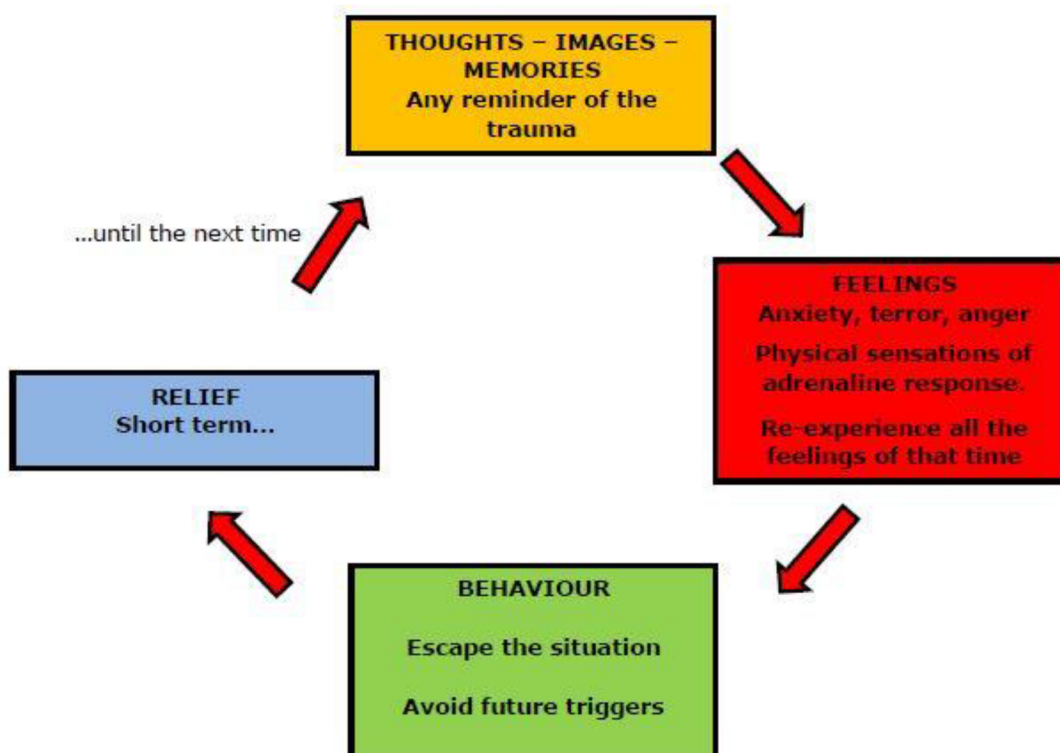 THOUGHTS – IMAGES –
MEMORIES
Any reminder of the
trauma
...until the next time
FEELINGS
Anxiety, terror, anger
Physical sensations of
adrenaline response.
Re-experience all the
feelings of that time
RELIEF
Short term...
BEHAVIOUR
Escape the situation
Avoid future triggers